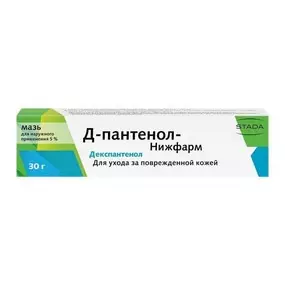 мазь
для наружного
применения 5 %
30 г
Д-пантенол-
Нижфарм
Декспантенол
Для ухода за поврежденной кожей
STADA